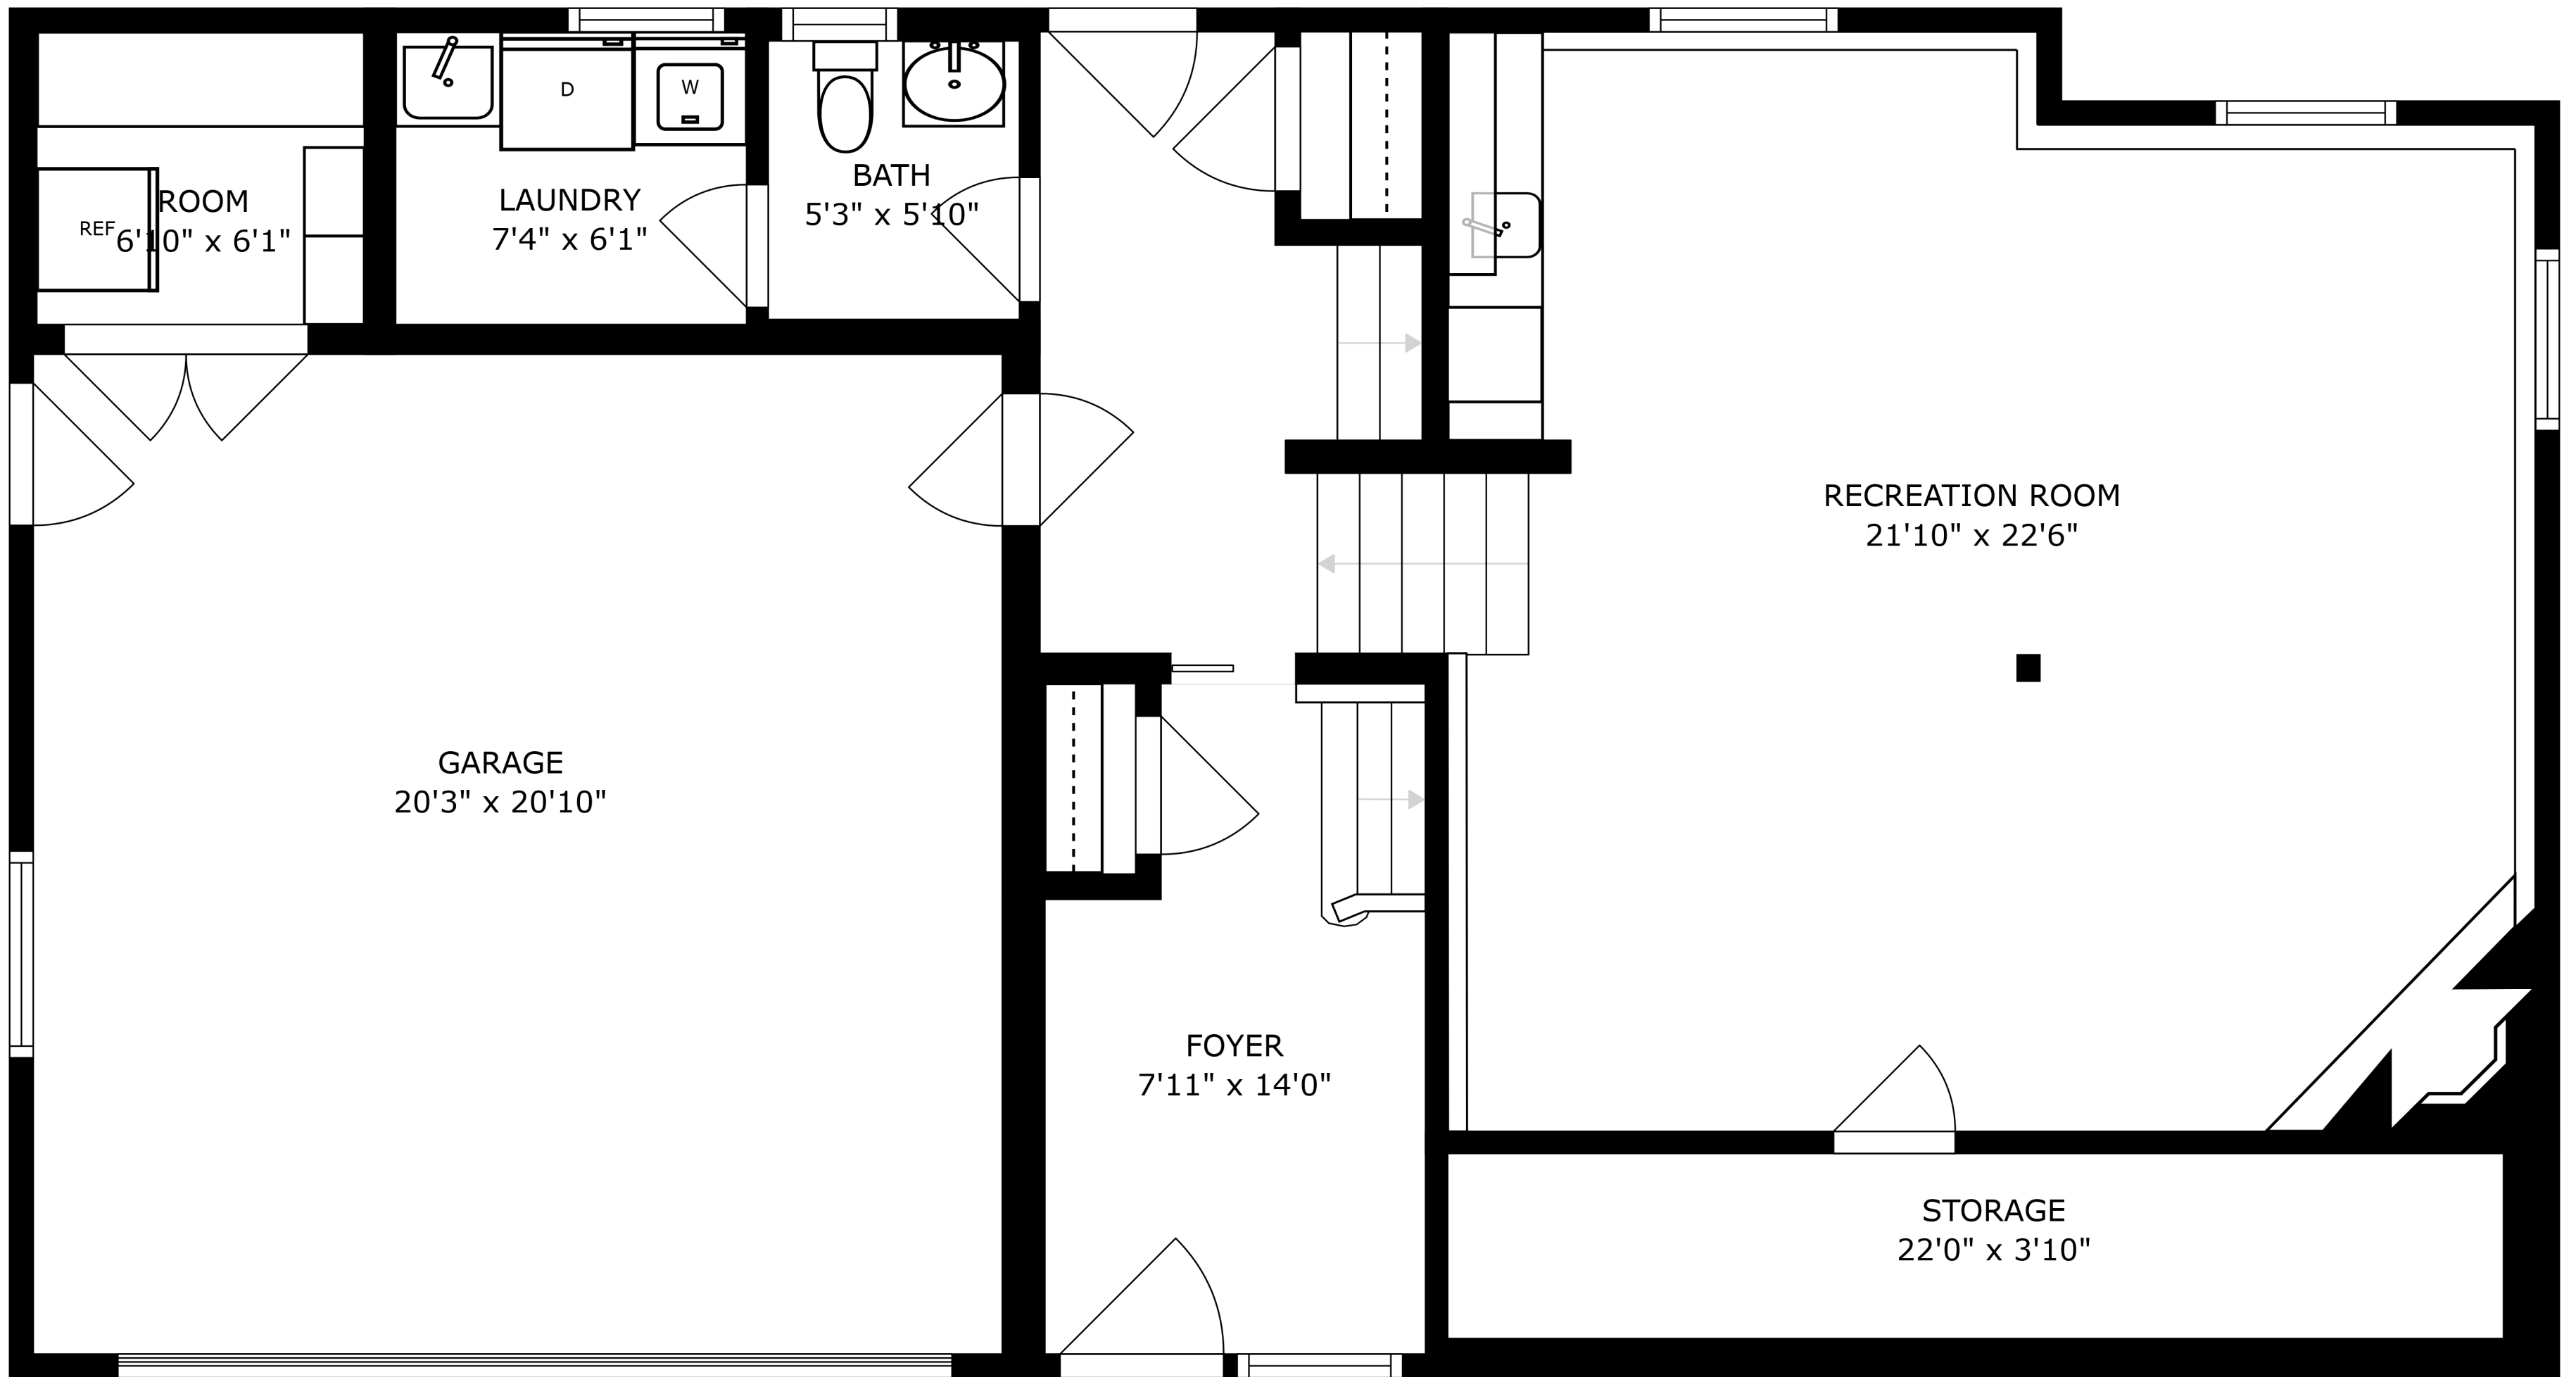 D
W
REF
ROOM
6'10" x 6'1"
LAUNDRY
7'4" x 6'1"
BATH
5'3" x 5'10"
RECREATION ROOM
21'10" x 22'6"
GARAGE
20'3" x 20'10"
FOYER
7'11" x 14'0"
STORAGE
22'0" x 3'10"